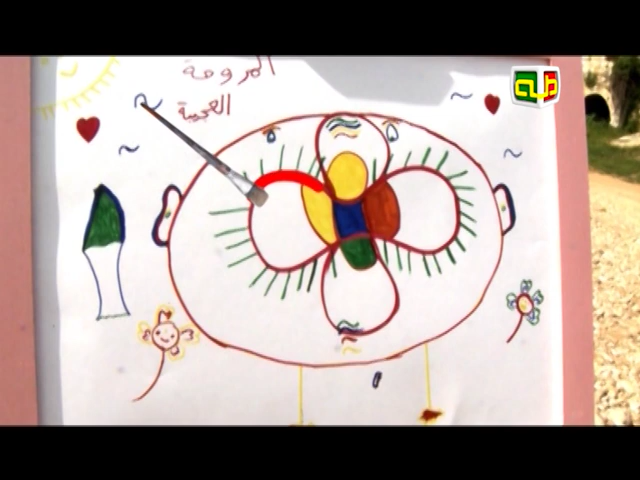 المروحة
العجيبة
طه